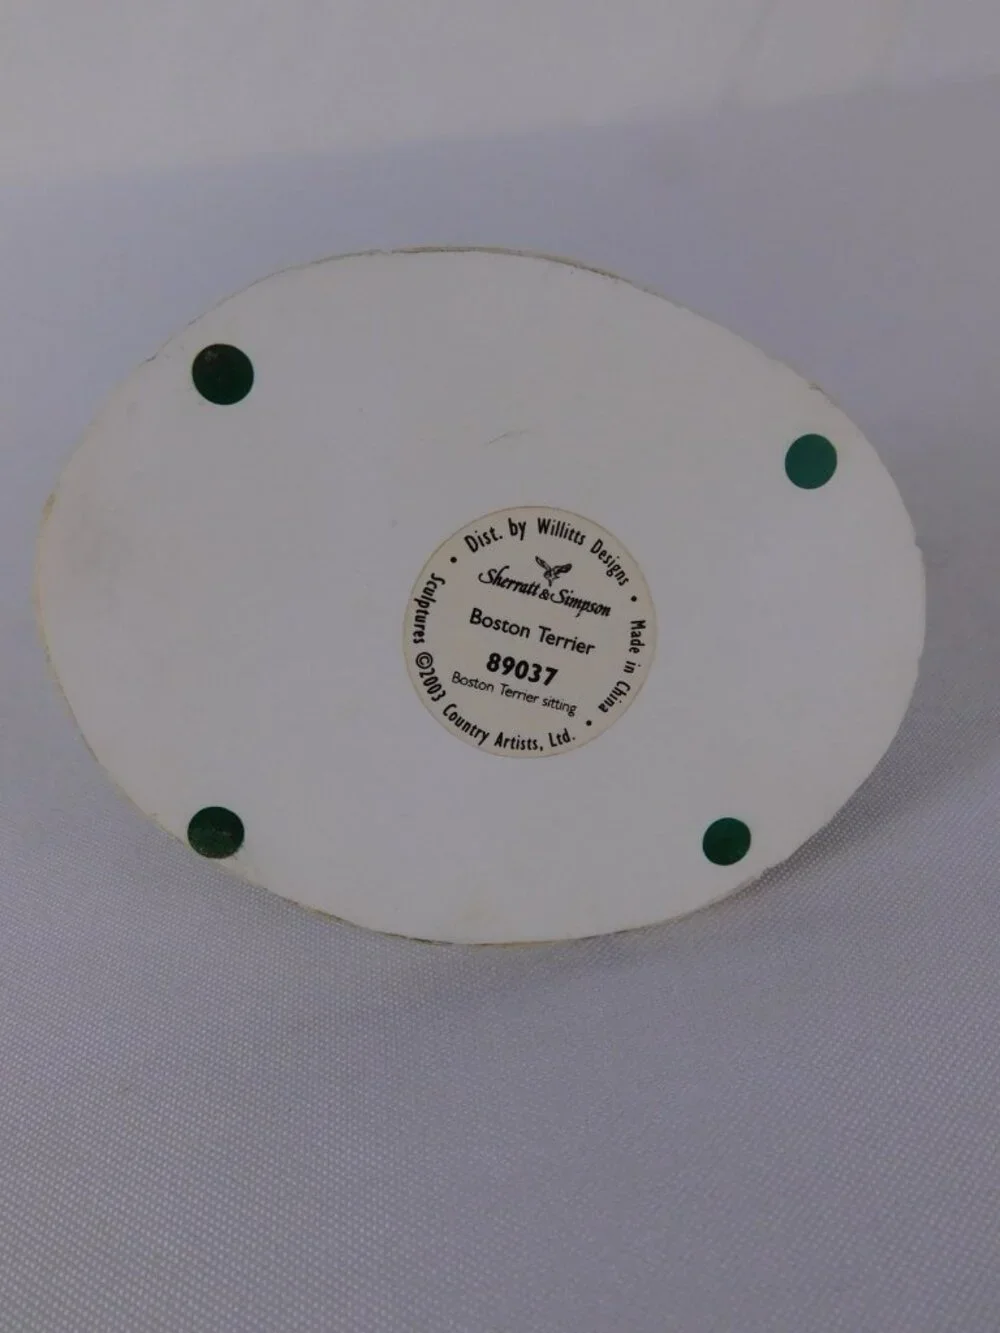 • Dist. by Willitts Designs • Made in China •
Sculptures ©2003 Country Artists, Ltd.
Sherratt & Simpson
Boston Terrier
89037
Boston Terrier sitting